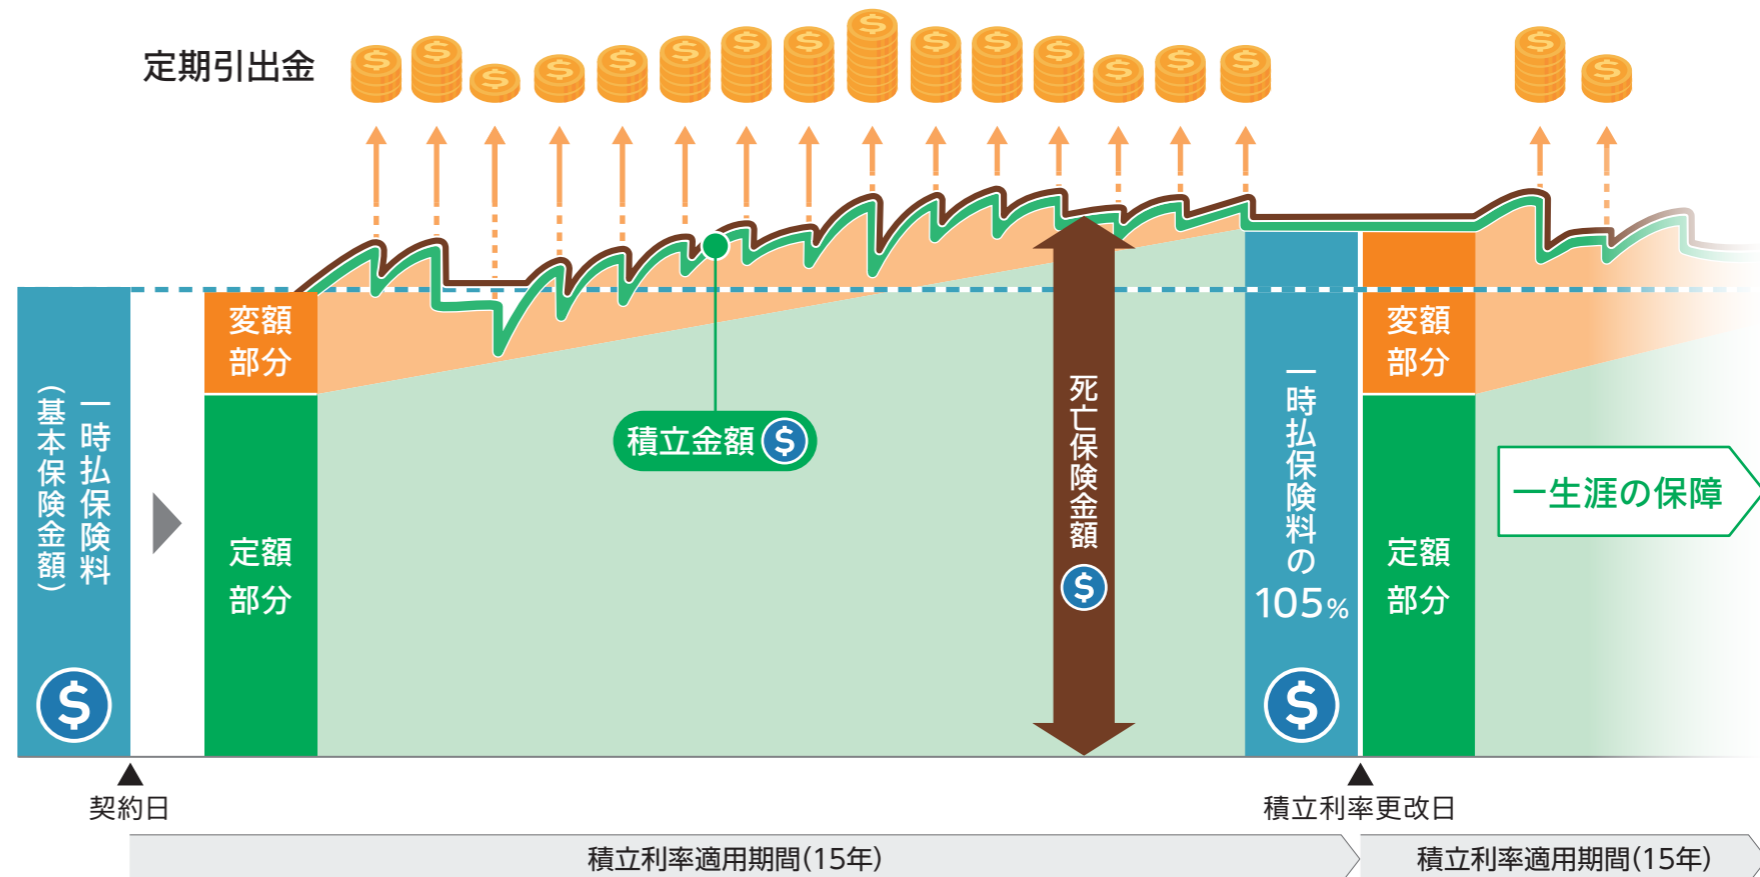 定期引出金
一時払保険料
（基本保険金額）
$
変額
部分
定額
部分
積立金額 $
死亡保険金額
$
一時払保険料の
105%
$
変額
部分
定額
部分
一生涯の保障
契約日
積立利率更改日
積立利率適用期間(15年)
積立利率適用期間(15年)